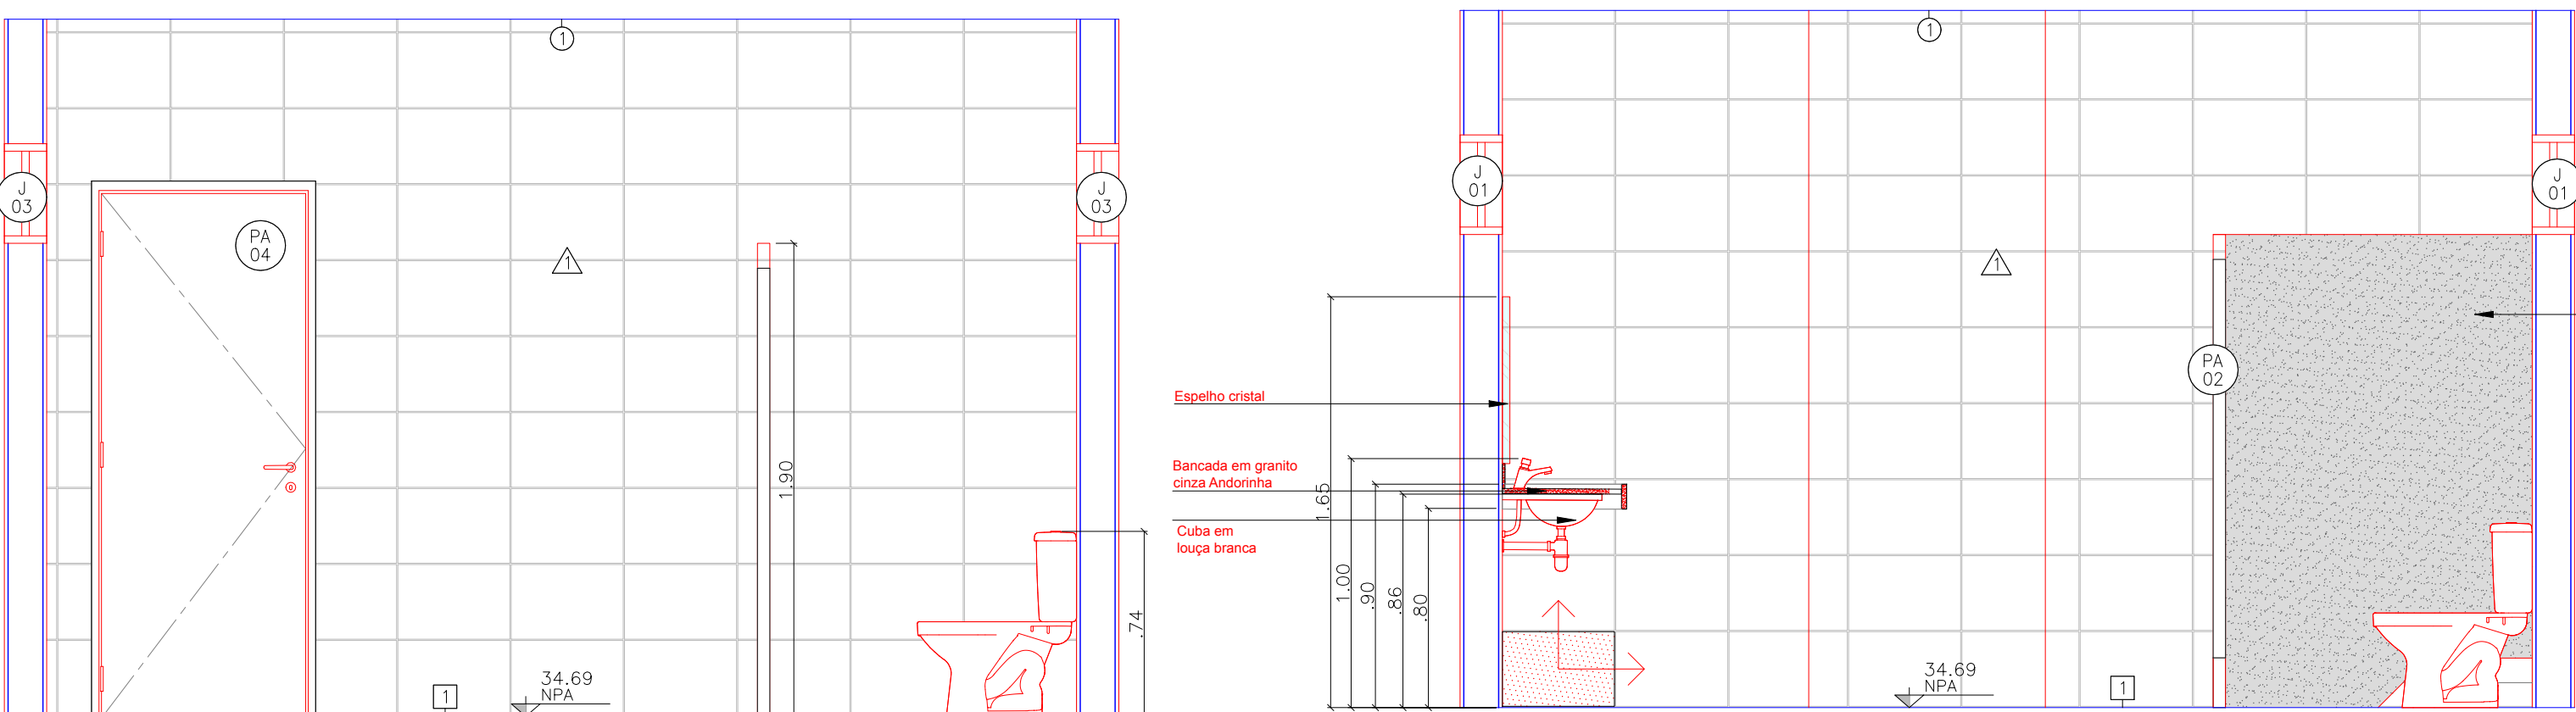 1
J
03
PA
04
1
J
03
1.90
.74
34.69
NPA
1
1
J
01
J
01
1
PA
02
Espelho cristal
Bancada em granito
cinza Andorinha
Cuba em
louça branca
1.65
1.00
.90
.86
.80
34.69
NPA
1